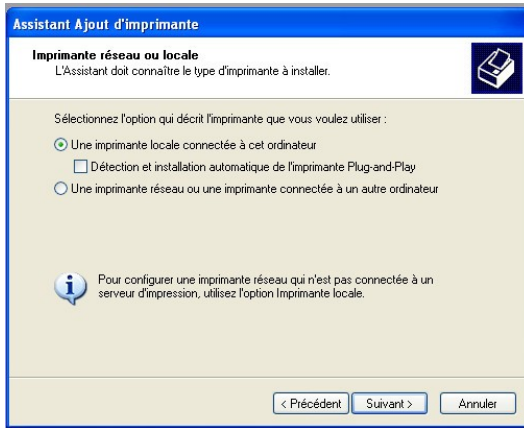 Assistant Ajout d'imprimante
Imprimante réseau ou locale
L'Assistant doit connaître le type d'imprimante à installer.
Sélectionnez l'option qui décrit l'imprimante que vous voulez utiliser :
Une imprimante locale connectée à cet ordinateur
Détection et installation automatique de l'imprimante Plug-and-Play
Une imprimante réseau ou une imprimante connectée à un autre ordinateur
Pour configurer une imprimante réseau qui n'est pas connectée à un
serveur d'impression, utilisez l'option Imprimante locale.
< Précédent Suivant > Annuler